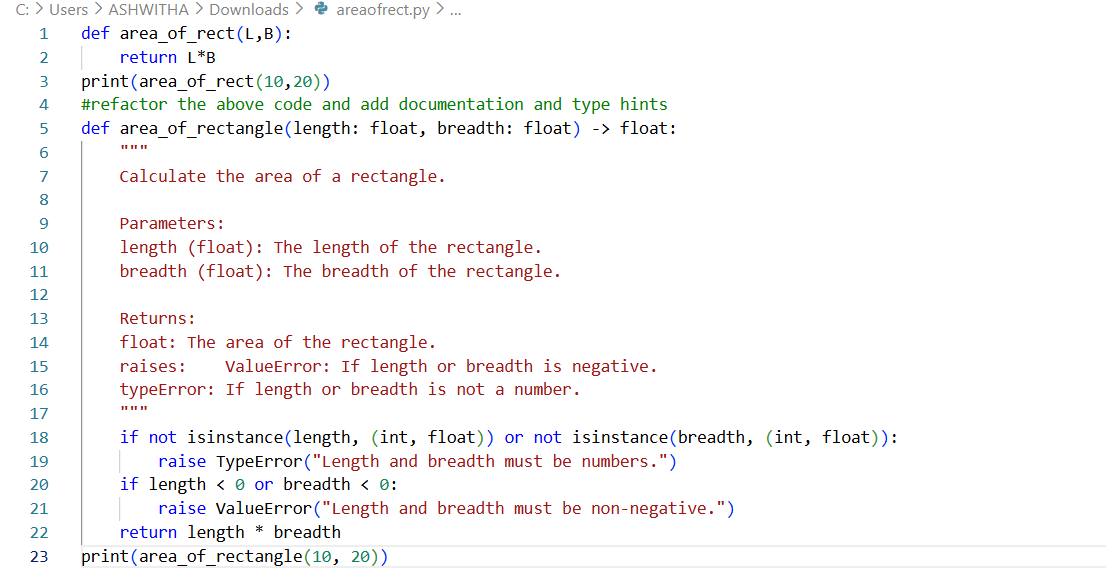 C: > Users > ASHWITHA > Downloads > areaofrect.py > ...
1 def area_of_rect(L,B):
2     return L*B
3 print(area_of_rect(10,20))
4 #refactor the above code and add documentation and type hints
5 def area_of_rectangle(length: float, breadth: float) -> float:
6     """
7     Calculate the area of a rectangle.
8
9     Parameters:
10     length (float): The length of the rectangle.
11     breadth (float): The breadth of the rectangle.
12
13     Returns:
14     float: The area of the rectangle.
15     raises:    ValueError: If length or breadth is negative.
16     typeError: If length or breadth is not a number.
17     """
18     if not isinstance(length, (int, float)) or not isinstance(breadth, (int, float)):
19         raise TypeError("Length and breadth must be numbers.")
20     if length < 0 or breadth < 0:
21         raise ValueError("Length and breadth must be non-negative.")
22     return length * breadth
23 print(area_of_rectangle(10, 20))